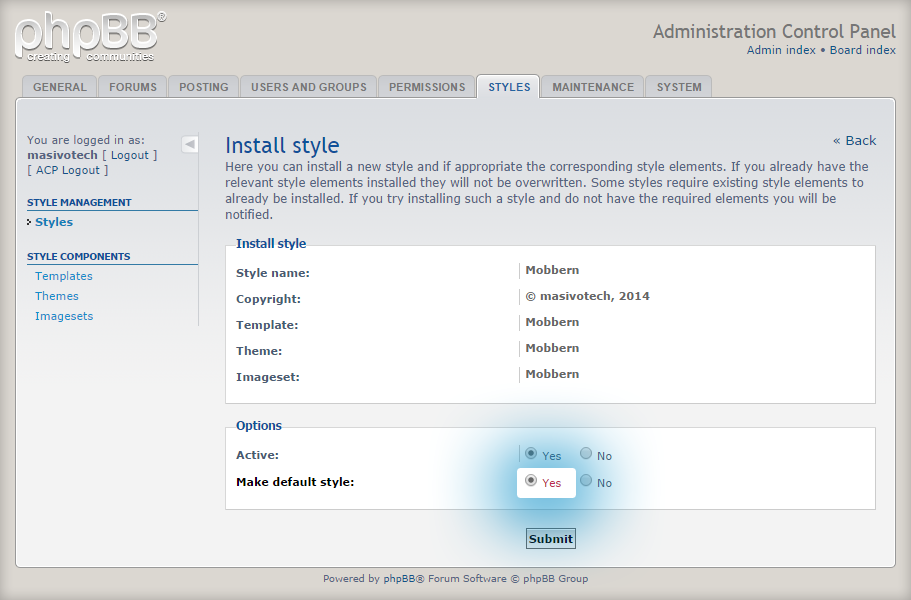 phpBB®
creating communities
Administration Control Panel
Admin index • Board index
GENERAL FORUMS POSTING USERS AND GROUPS PERMISSIONS STYLES MAINTENANCE SYSTEM
You are logged in as:
masivotech [ Logout ]
[ ACP Logout ]
STYLE MANAGEMENT
Styles
STYLE COMPONENTS
Templates
Themes
Imagesets
« Back
Install style
Here you can install a new style and if appropriate the corresponding style elements. If you already have the
relevant style elements installed they will not be overwritten. Some styles require existing style elements to
already be installed. If you try installing such a style and do not have the required elements you will be
notified.
Install style
Style name: Mobbern
Copyright: © masivotech, 2014
Template: Mobbern
Theme: Mobbern
Imageset: Mobbern
Options
Active: Yes No
Make default style: Yes No
Submit
Powered by phpBB® Forum Software © phpBB Group